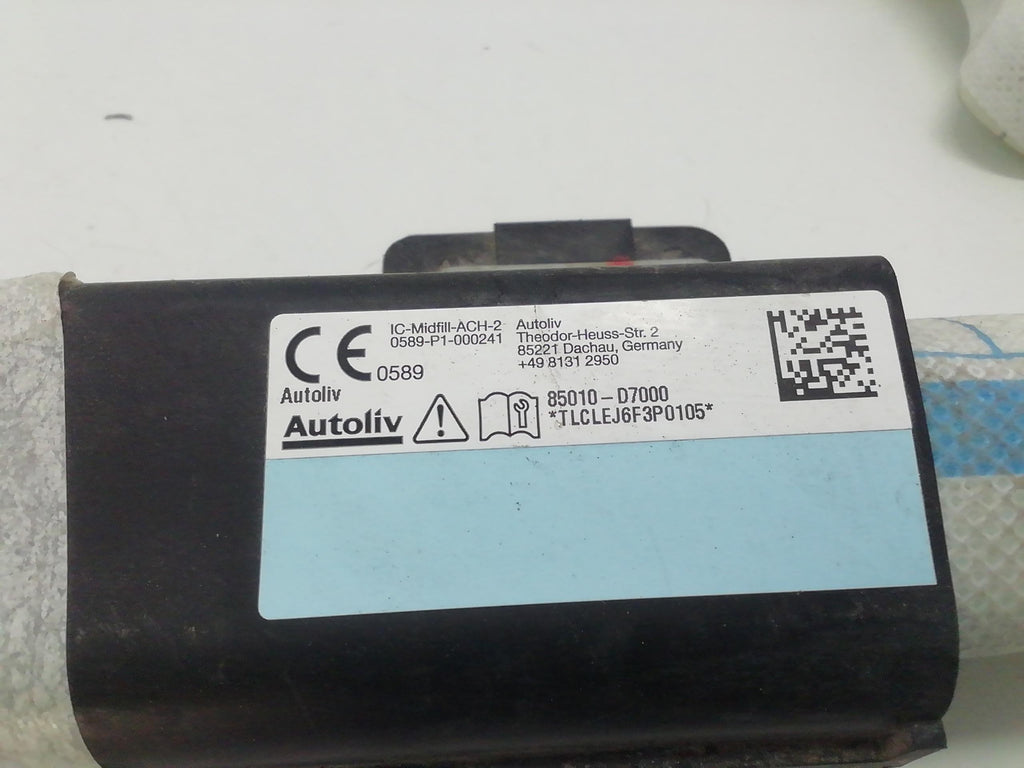 CE 0589
IC-Midfill-ACH-2
0589-P1-000241
Autoliv
Theodor-Heuss-Str. 2
85221 Dachau, Germany
+49 8131 2950
Autoliv
Autoliv
85010-D7000
*TLCLEJ6F3P0105*